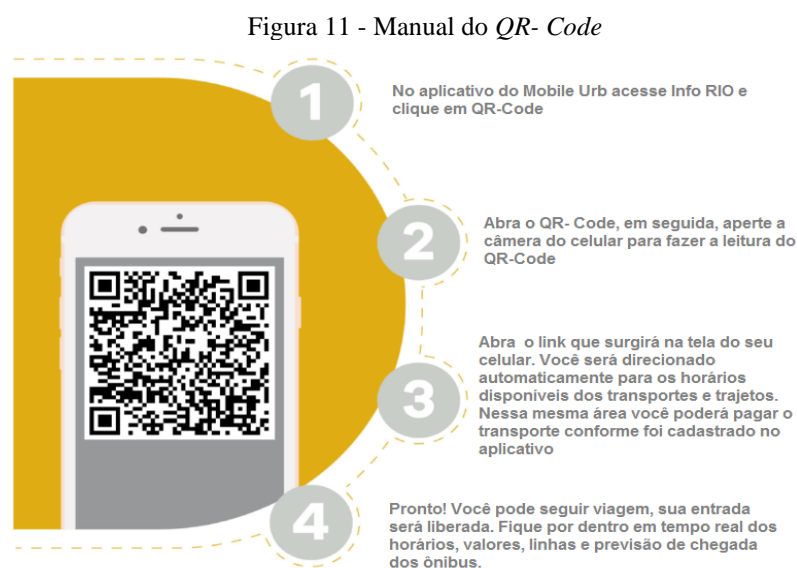 Figura 11 - Manual do QR- Code
1
No aplicativo do Mobile Urb acesse Info RIO e
clique em QR-Code
2
Abra o QR- Code, em seguida, aperte a
câmera do celular para fazer a leitura do
QR-Code
3
Abra o link que surgirá na tela do seu
celular. Você será direcionado
automaticamente para os horários
disponíveis dos transportes e trajetos.
Nessa mesma área você poderá pagar o
transporte conforme foi cadastrado no
aplicativo
4
Pronto! Você pode seguir viagem, sua entrada
será liberada. Fique por dentro em tempo real dos
horários, valores, linhas e previsão de chegada
dos ônibus.